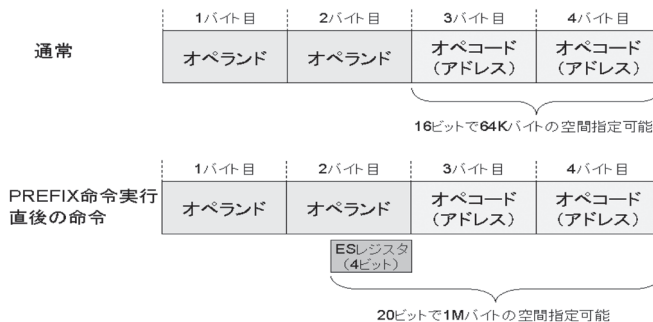 1バイト目 2バイト目 3バイト目 4バイト目
通常
オペランド オペランド オペコード オペコード
(アドレス) (アドレス)
16ビットで64Kバイトの空間指定可能
1バイト目 2バイト目 3バイト目 4バイト目
PREFIX命令実行
直後の命令
オペランド オペランド オペコード オペコード
(アドレス) (アドレス)
ESレジスタ
(4ビット)
20ビットで1Mバイトの空間指定可能